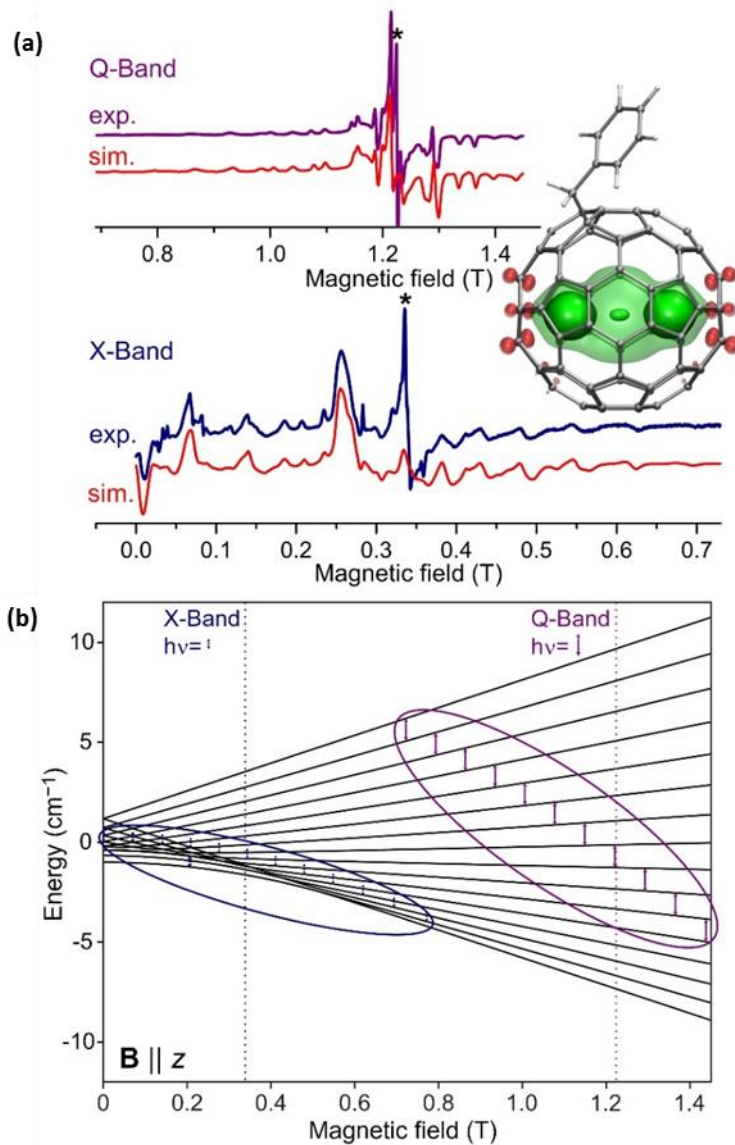 (a)
Q-Band
*
exp.
sim.
0.8 1.0 1.2 1.4
Magnetic field (T)
X-Band
*
exp.
sim.
0.0 0.1 0.2 0.3 0.4 0.5 0.6 0.7
Magnetic field (T)
(b)
X-Band
hν=
Q-Band
hν=
10
5
0
-5
-10
Energy (cm⁻¹)
B || z
0 0.2 0.4 0.6 0.8 1.0 1.2 1.4
Magnetic field (T)